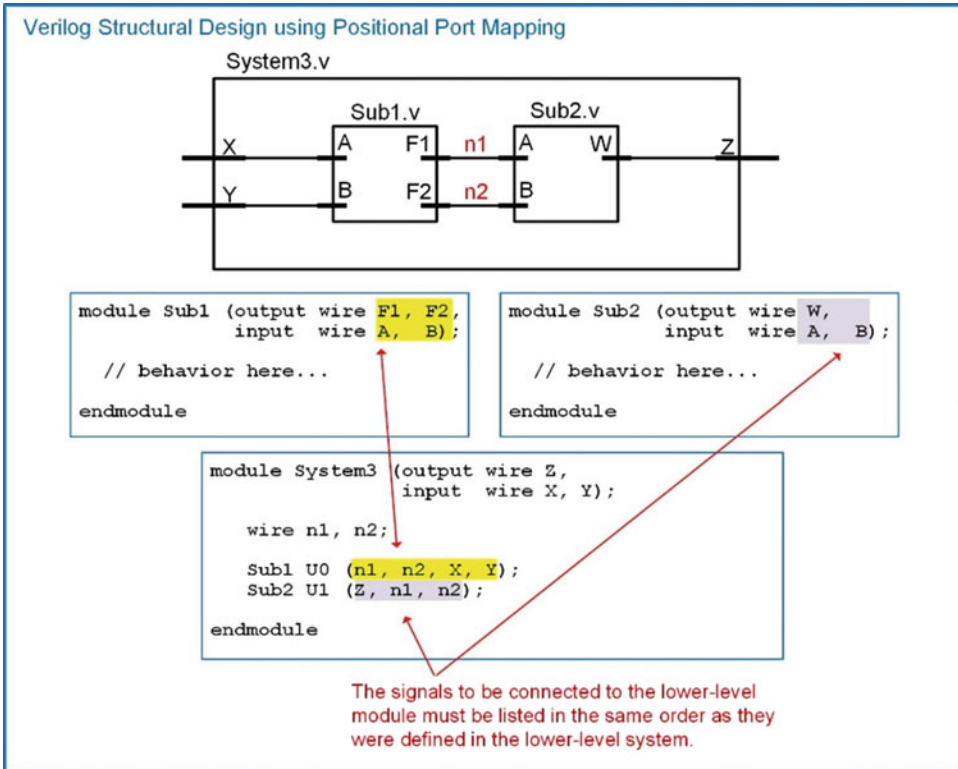 Verilog Structural Design using Positional Port Mapping
System3.v
Sub1.v
Sub2.v
X
A
F1
n1
A
W
Z
Y
B
F2
n2
B
module Sub1 (output wire F1, F2,
input wire A, B);
// behavior here...
endmodule
module Sub2 (output wire W,
input wire A, B);
// behavior here...
endmodule
module System3 (output wire Z,
input wire X, Y);
wire n1, n2;
Sub1 U0 (n1, n2, X, Y);
Sub2 U1 (Z, n1, n2);
endmodule
The signals to be connected to the lower-level
module must be listed in the same order as they
were defined in the lower-level system.